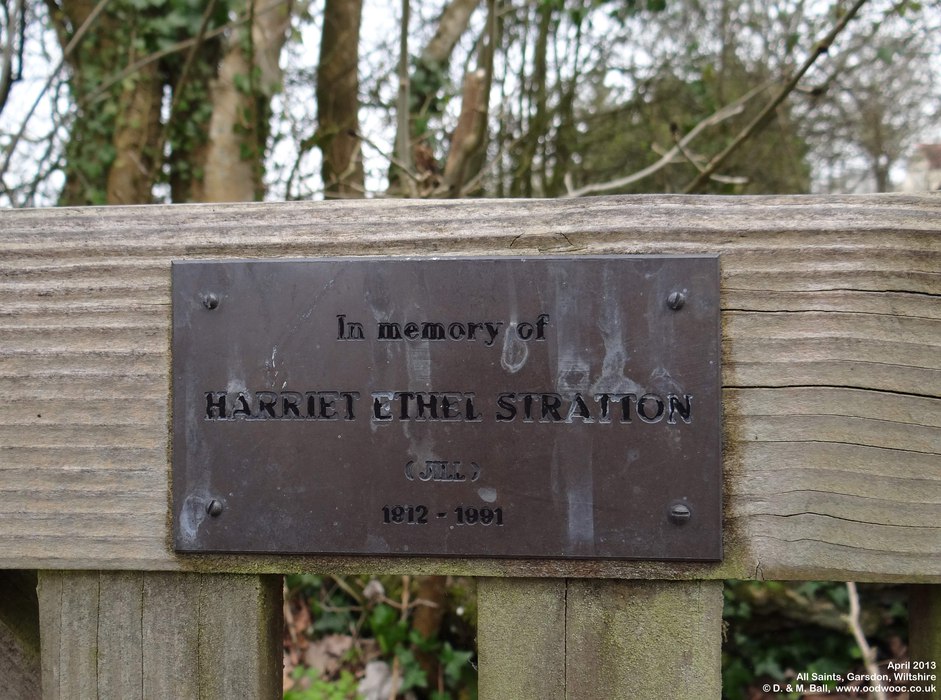 In memory of
HARRIET ETHEL STRATTON
(JILL)
1912 - 1991
April 2013
All Saints, Garsdon, Wiltshire
© D. & M. Ball, www.oodwooc.co.uk